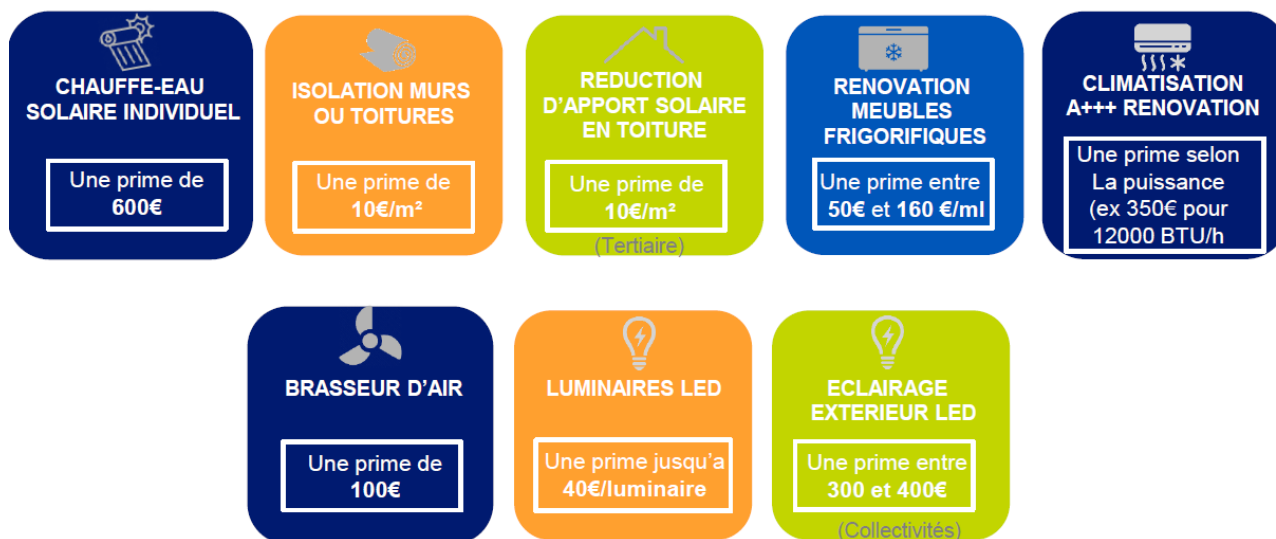 CHAUFFE-EAU
SOLAIRE INDIVIDUEL
Une prime de
600€
ISOLATION MURS
OU TOITURES
Une prime de
10€/m²
REDUCTION
D'APPORT SOLAIRE
EN TOITURE
Une prime de
10€/m²
(Tertiaire)
RENOVATION
MEUBLES
FRIGORIFIQUES
Une prime entre
50€ et 160 €/ml
CLIMATISATION
A+++ RENOVATION
Une prime selon
La puissance
(ex 350€ pour
12000 BTU/h
BRASSEUR D'AIR
Une prime de
100€
LUMINAIRES LED
Une prime jusqu'a
40€/luminaire
ECLAIRAGE
EXTERIEUR LED
Une prime entre
300 et 400€
(Collectivités)